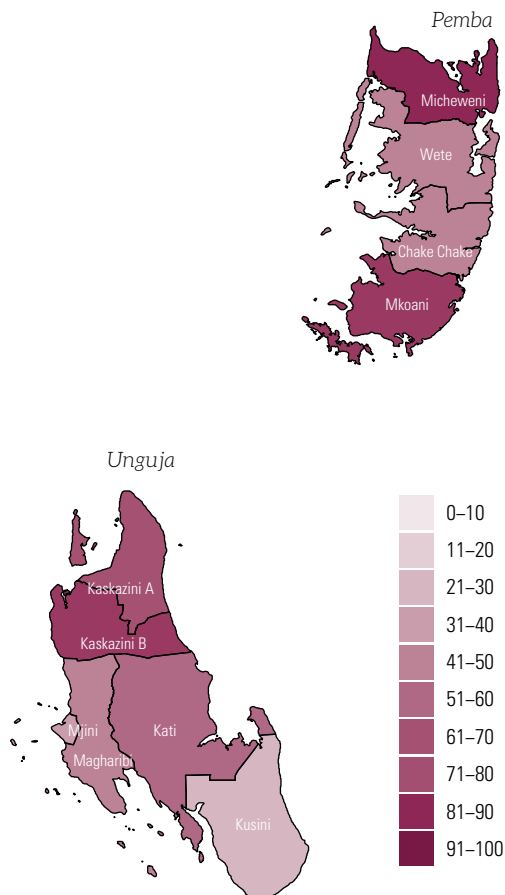 Pemba
Micheweni
Wete
Chake Chake
Mkoani
Unguja
Kaskazini A
Kaskazini B
Mjini
Kati
Magharibi
Kusini
0–10
11–20
21–30
31–40
41–50
51–60
61–70
71–80
81–90
91–100